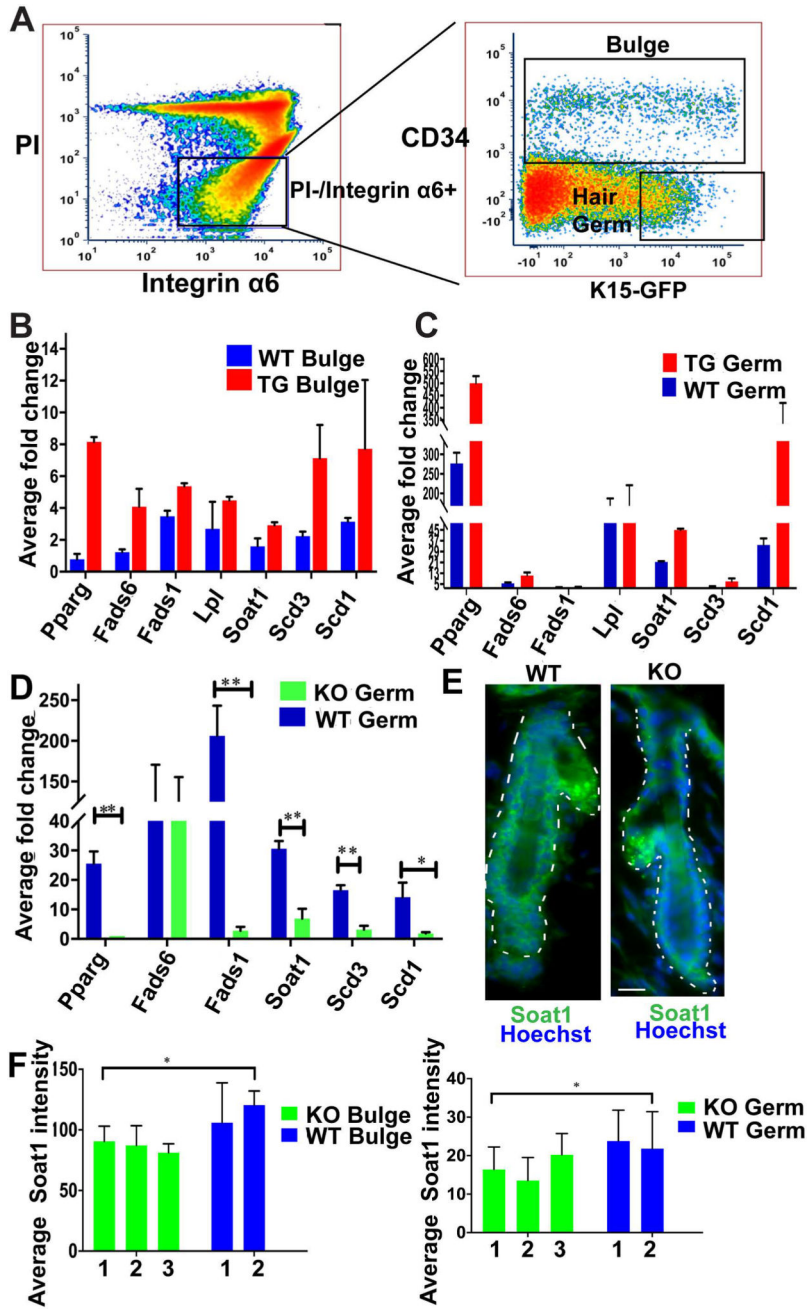 A
PI
10⁵
10⁴
10³
10²
10¹
10⁰
PI-/Integrin α6+
10¹ 10² 10³ 10⁴ 10⁵
Integrin α6
Bulge
CD34
10⁵
10⁴
10³
10²
-10²
Hair
Germ
-10¹ 10² 10³ 10⁴ 10⁵
K15-GFP
B
Average fold change
14
12
10
8
6
4
2
0
WT Bulge
TG Bulge
Pparg Fads6 Fads1 Lpl Soat1 Scd3 Scd1
C
Average fold change
600
550
500
450
400
350
300
250
200
45
37
29
21
13
5
TG Germ
WT Germ
Pparg Fads6 Fads1 Lpl Soat1 Scd3 Scd1
D
Average fold change
250
200
150
100
40
30
20
10
0
KO Germ
WT Germ
** ** ** ** *
Pparg Fads6 Fads1 Soat1 Scd3 Scd1
E
WT KO
Soat1 Soat1
Hoechst Hoechst
F
Average Soat1 intensity
150
100
50
0
*
KO Bulge
WT Bulge
1 2 3 1 2
Average Soat1 intensity
40
30
20
10
0
*
KO Germ
WT Germ
1 2 3 1 2